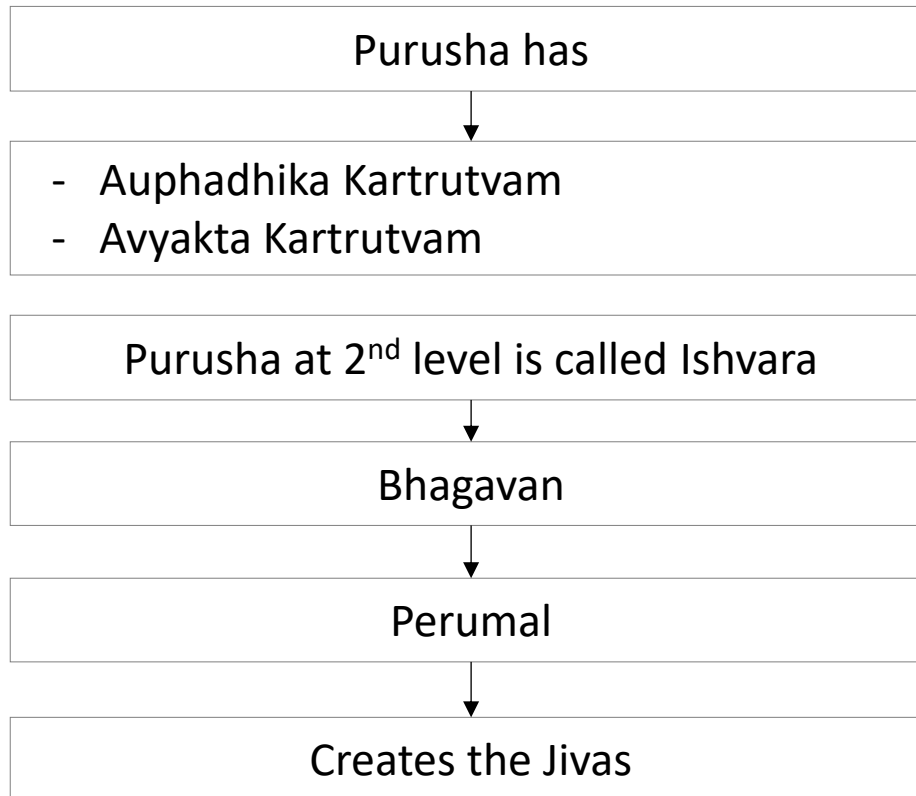 Purusha has
- Auphadhika Kartrutvam
- Avyakta Kartrutvam
Purusha at 2nd level is called Ishvara
Bhagavan
Perumal
Creates the Jivas